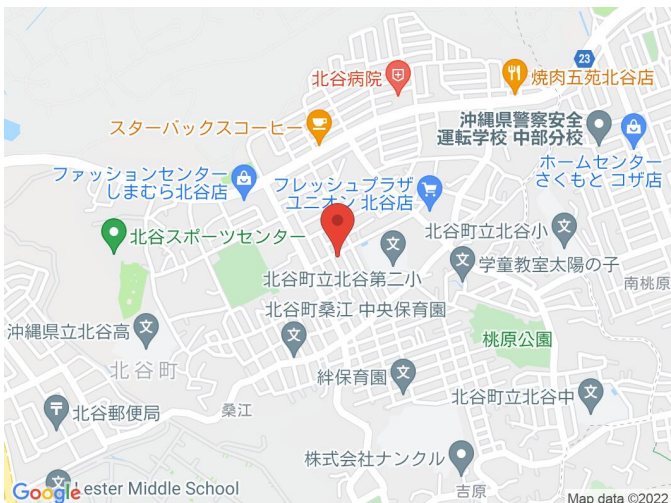 23
焼肉五苑北谷店
北谷病院
スターバックスコーヒー
沖縄県警察安全
運転学校 中部分校
ホームセンター
さくもと コザ店
ファッションセンター
しまむら北谷店
フレッシュプラザ
ユニオン 北谷店
北谷スポーツセンター
北谷町立北谷小
北谷町立北谷第二小
学童教室太陽の子
南桃原
北谷町桑江 中央保育園
沖縄県立北谷高
桃原公園
北谷町
絆保育園
北谷町立北谷中
北谷郵便局
桑江
株式会社ナンクル
吉原
Lester Middle School
Google
Map data ©2022